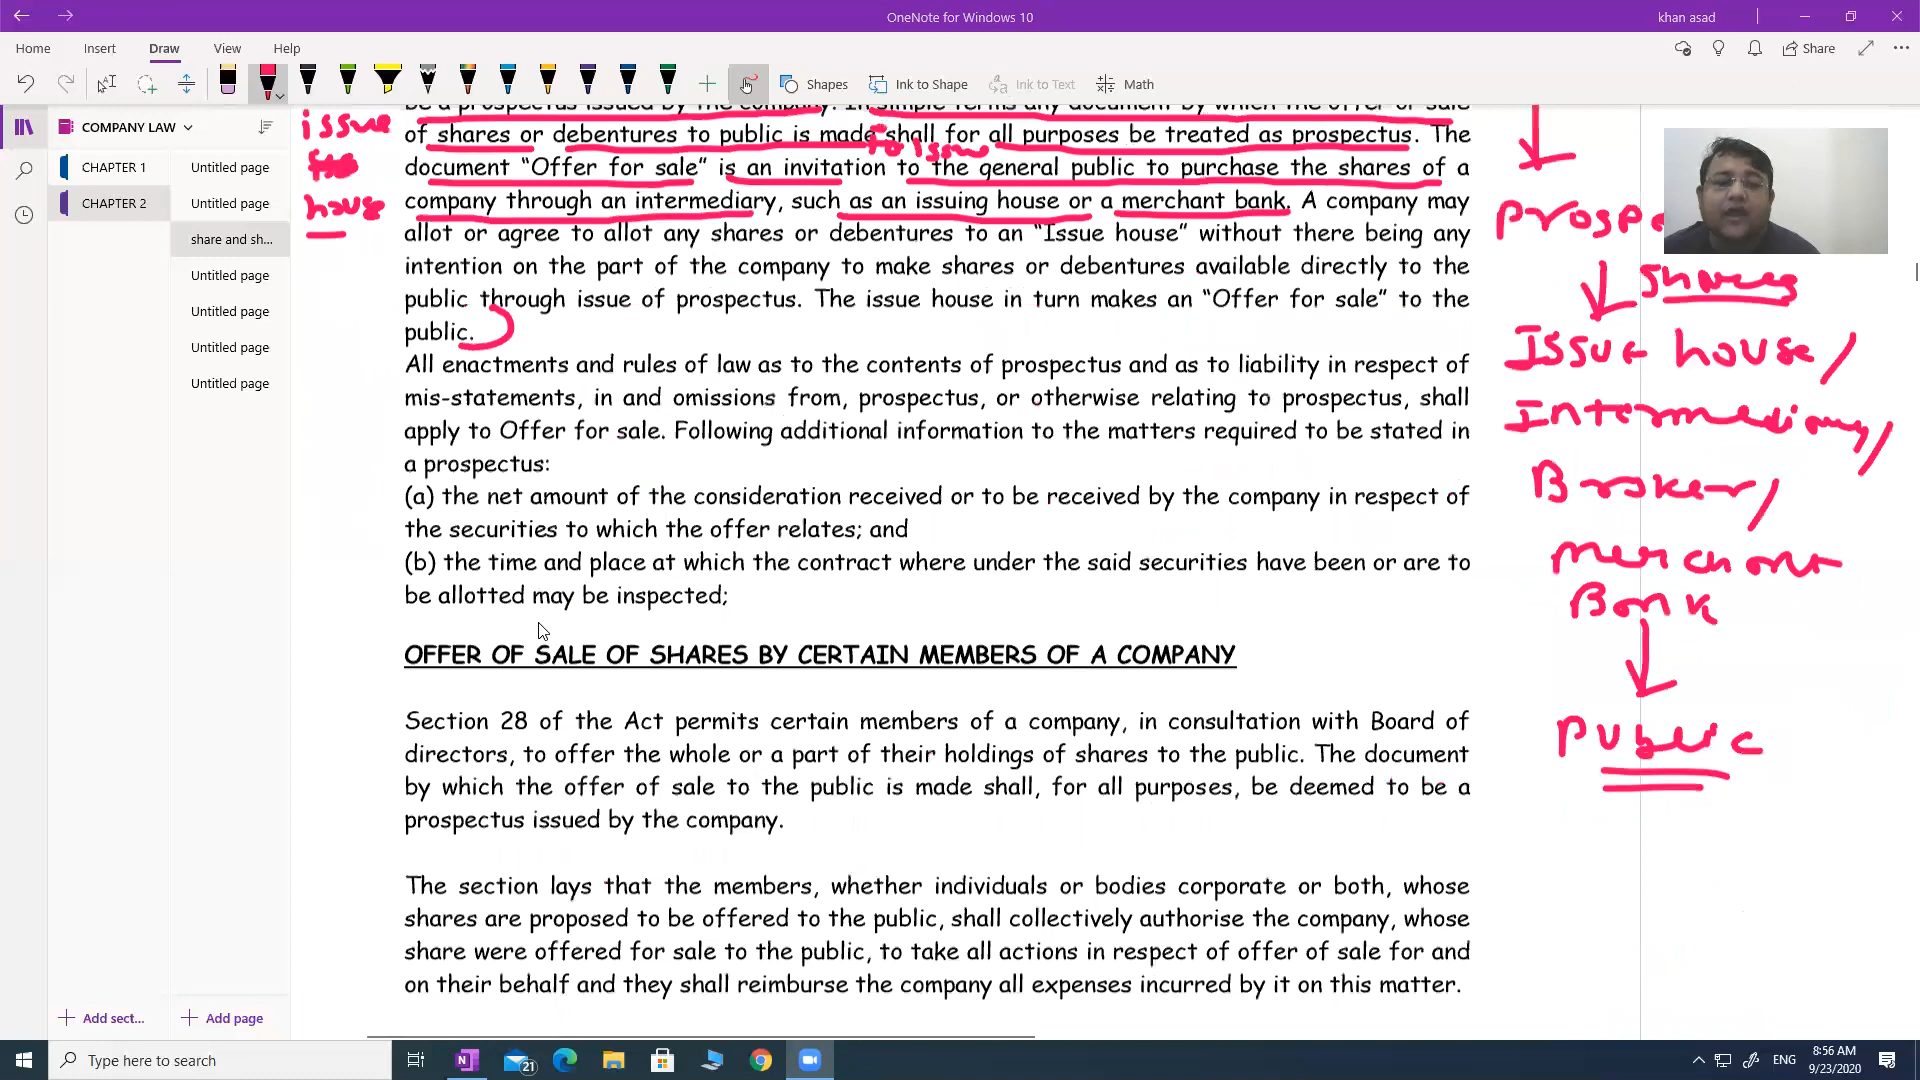 OneNote for Windows 10
khan asad
Home Insert Draw View Help
Share
Shapes Ink to Shape Ink to Text Math
COMPANY LAW
CHAPTER 1
CHAPTER 2
Untitled page
Untitled page
share and sh...
Untitled page
Untitled page
Untitled page
Untitled page
Add sect...
Add page
issue
house
be a prospectus issued by the company. In simple terms any document by which the offer of sale
of shares or debentures to public is made shall for all purposes be treated as prospectus. The
to issue
document “Offer for sale” is an invitation to the general public to purchase the shares of a
company through an intermediary, such as an issuing house or a merchant bank. A company may
allot or agree to allot any shares or debentures to an “Issue house” without there being any
intention on the part of the company to make shares or debentures available directly to the
public through issue of prospectus. The issue house in turn makes an “Offer for sale” to the
public.
All enactments and rules of law as to the contents of prospectus and as to liability in respect of
mis-statements, in and omissions from, prospectus, or otherwise relating to prospectus, shall
apply to Offer for sale. Following additional information to the matters required to be stated in
a prospectus:
(a) the net amount of the consideration received or to be received by the company in respect of
the securities to which the offer relates; and
(b) the time and place at which the contract where under the said securities have been or are to
be allotted may be inspected;
OFFER OF SALE OF SHARES BY CERTAIN MEMBERS OF A COMPANY
Section 28 of the Act permits certain members of a company, in consultation with Board of
directors, to offer the whole or a part of their holdings of shares to the public. The document
by which the offer of sale to the public is made shall, for all purposes, be deemed to be a
prospectus issued by the company.
The section lays that the members, whether individuals or bodies corporate or both, whose
shares are proposed to be offered to the public, shall collectively authorise the company, whose
share were offered for sale to the public, to take all actions in respect of offer of sale for and
on their behalf and they shall reimburse the company all expenses incurred by it on this matter.
Prospe
Shares
Issue house/
Intermediary/
Broker/
Merchant
Bank
Public
Type here to search
21
ENG
8:56 AM
9/23/2020